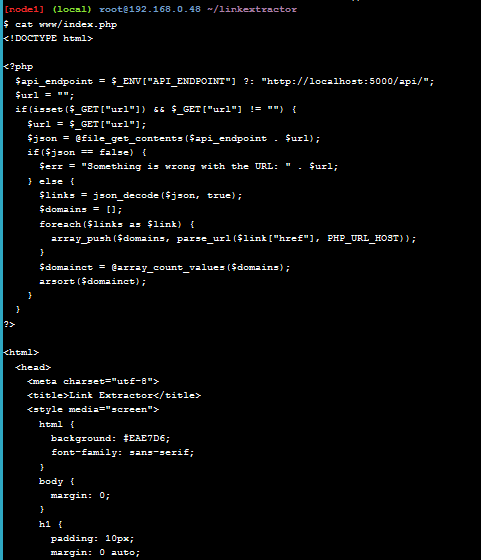 [node1] (local) root@192.168.0.48 ~/linkextractor
$ cat www/index.php
<!DOCTYPE html>

<?php
  $api_endpoint = $_ENV["API_ENDPOINT"] ?: "http://localhost:5000/api/";
  $url = "";
  if(isset($_GET["url"]) && $_GET["url"] != "") {
    $url = $_GET["url"];
    $json = @file_get_contents($api_endpoint . $url);
    if($json == false) {
      $err = "Something is wrong with the URL: " . $url;
    } else {
      $links = json_decode($json, true);
      $domains = [];
      foreach($links as $link) {
        array_push($domains, parse_url($link["href"], PHP_URL_HOST));
      }
      $domainct = @array_count_values($domains);
      arsort($domainct);
    }
  }
?>

<html>
  <head>
    <meta charset="utf-8">
    <title>Link Extractor</title>
    <style media="screen">
      html {
        background: #EAE7D6;
        font-family: sans-serif;
      }
      body {
        margin: 0;
      }
      h1 {
        padding: 10px;
        margin: 0 auto;